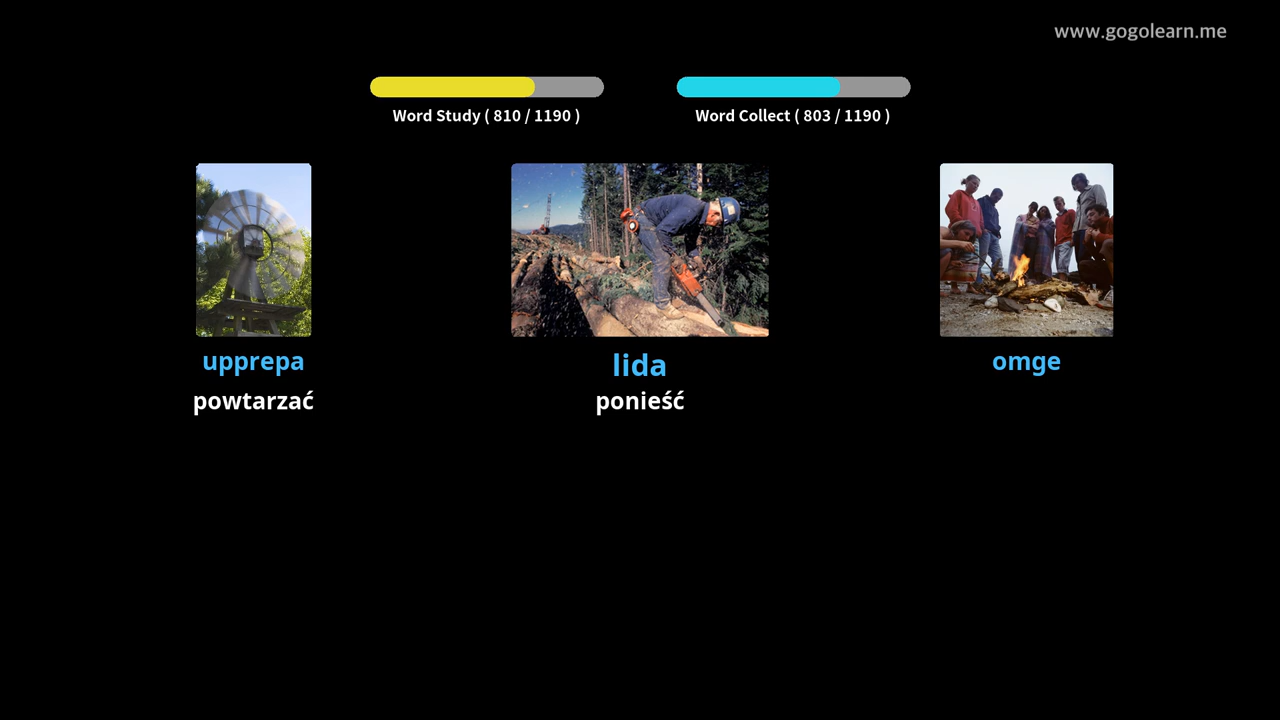 www.gogolearn.me
Word Study ( 810 / 1190 )
Word Collect ( 803 / 1190 )
upprepa
lida
omge
powtarzać
ponieść